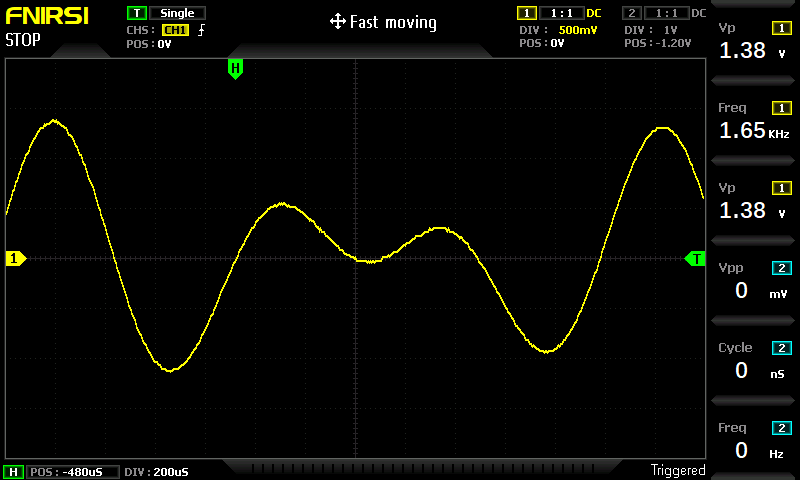 FNIRSI
STOP
T Single
CHS: CH1
POS: 0V
Fast moving
1 1:1 DC
DIV: 500mV
POS: 0V
2 1:1 DC
DIV: 1V
POS: -1.20V
H
1
T
Vp 1
1.38 V
Freq 1
1.65 KHz
Vp 1
1.38 V
Vpp 2
0 mV
Cycle 2
0 nS
Freq 2
0 Hz
H POS: -480uS DIV: 200uS
Triggered